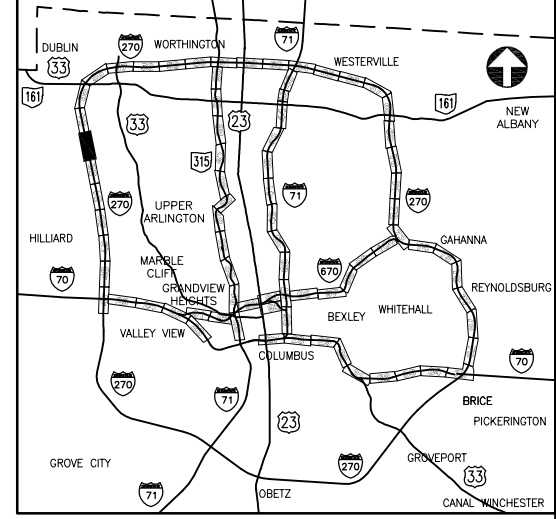 DUBLIN
33
270
WORTHINGTON
71
WESTERVILLE
161
161
NEW
ALBANY
33
23
315
270
71
270
UPPER
ARLINGTON
HILLIARD
70
MARBLE
CLIFF
GRANDVIEW
HEIGHTS
670
GAHANNA
REYNOLDSBURG
BEXLEY
WHITEHALL
VALLEY VIEW
COLUMBUS
70
270
71
23
BRICE
PICKERINGTON
GROVE CITY
270
GROVEPORT
33
71
OBETZ
CANAL WINCHESTER